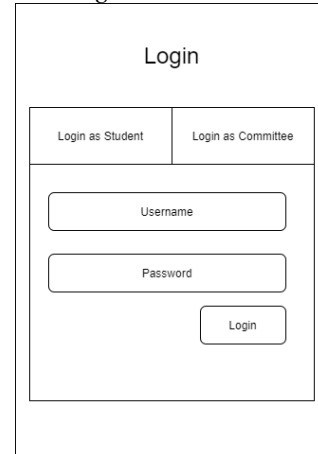 Login
Login as Student Login as Committee
Username
Password
Login